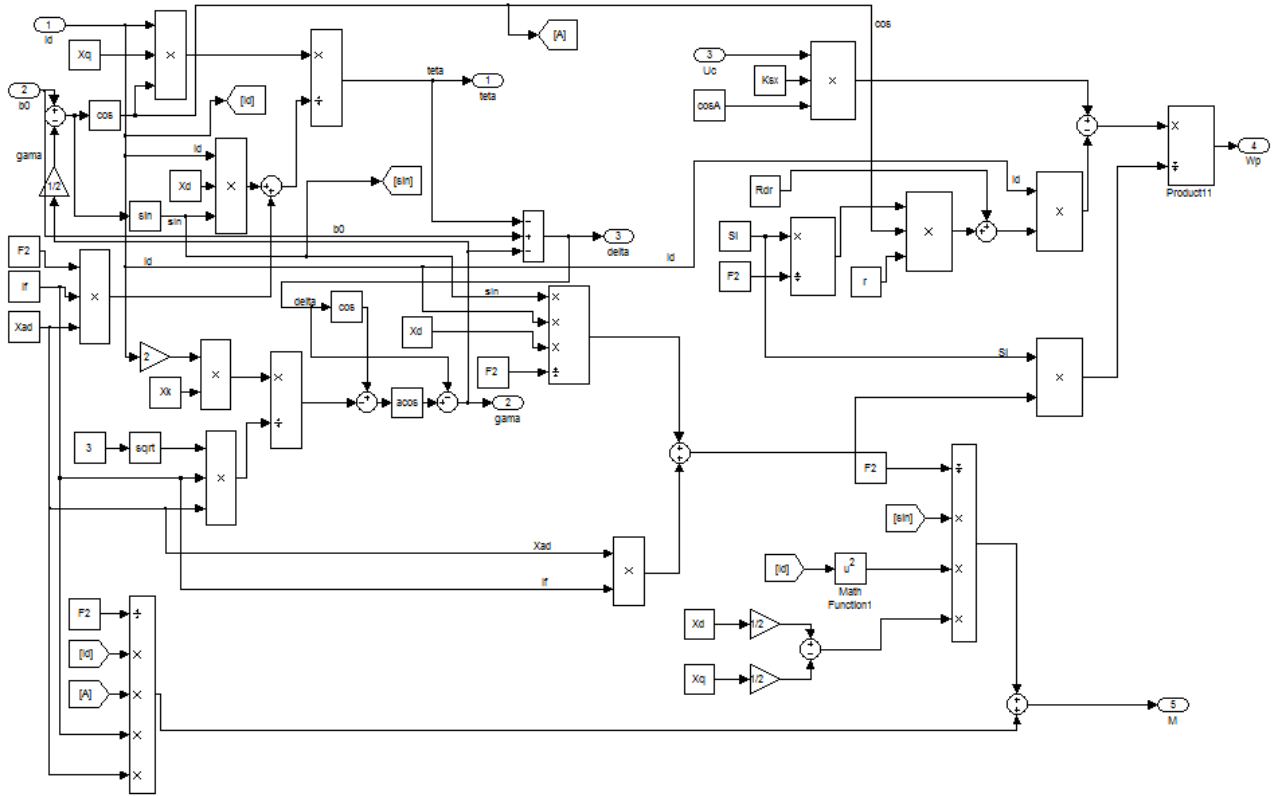 1
Id
Xq
2
b0
cos
gama
1/2
[A]
cos
teta
1
teta
[Id]
Id
Xd
[sin]
sin
sin
b0
3
delta
Id
F2
If
Xad
2
Xk
delta
cos
acos
2
gama
sin
Xd
F2
3
sqrt
3
Uc
Ksx
cosA
Product11
4
Wp
Rdr
Id
SI
F2
r
Id
SI
F2
[sin]
[Id]
u2
Math
Function1
Xad
If
Xd
1/2
Xq
1/2
F2
[Id]
[A]
5
M